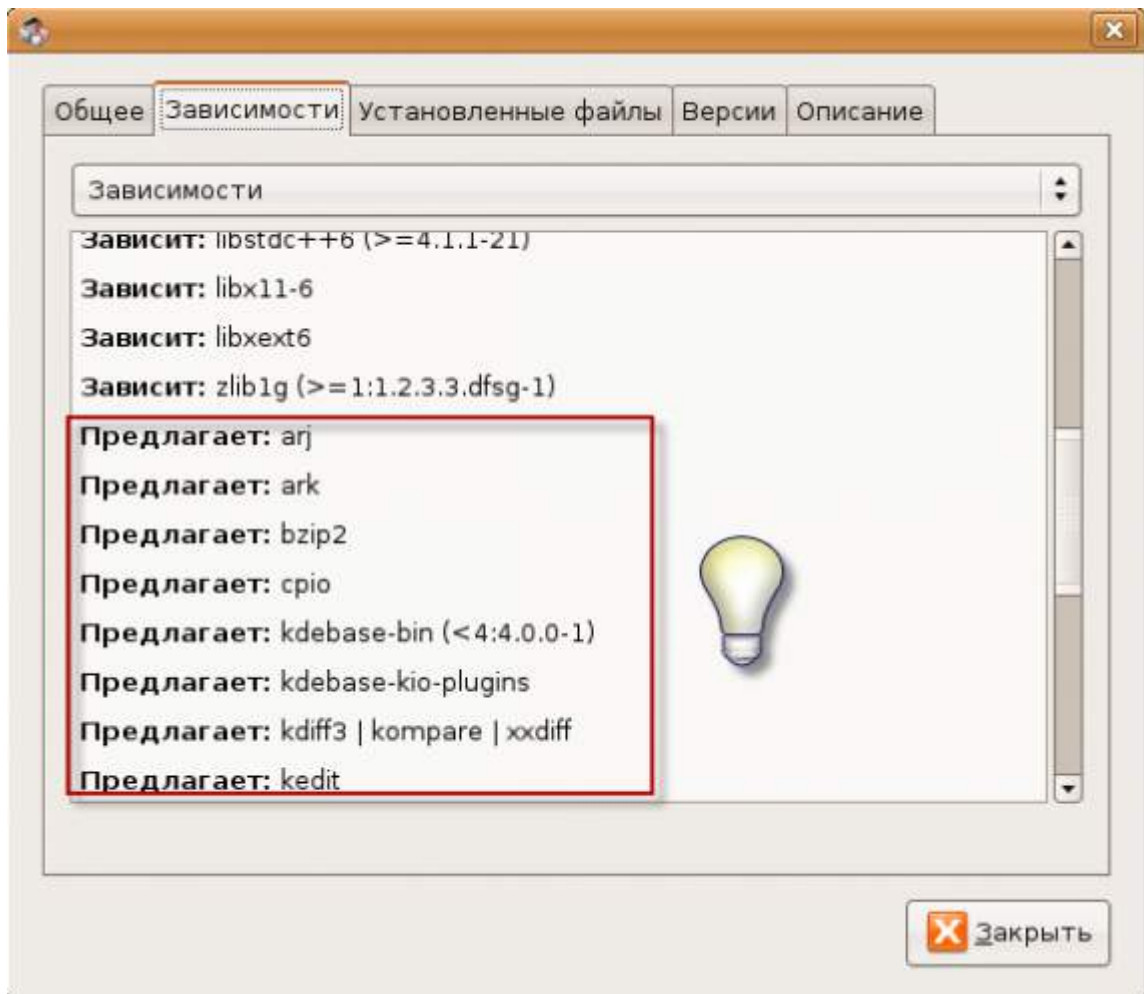 Общее Зависимости Установленные файлы Версии Описание
Зависимости
Зависит: libstdc++6 (>=4.1.1-21)
Зависит: libx11-6
Зависит: libxext6
Зависит: zlib1g (>=1:1.2.3.3.dfsg-1)
Предлагает: arj
Предлагает: ark
Предлагает: bzip2
Предлагает: cpio
Предлагает: kdebase-bin (<4:4.0.0-1)
Предлагает: kdebase-kio-plugins
Предлагает: kdiff3 | kompare | xxdiff
Предлагает: kedit
Закрыть